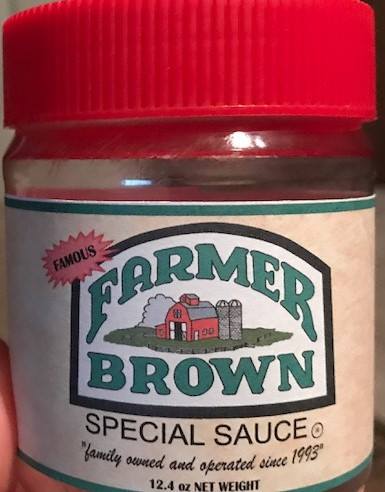 FAMOUS
FARMER
BROWN
SPECIAL SAUCE®
"family owned and operated since 1993"
12.4 oz NET WEIGHT